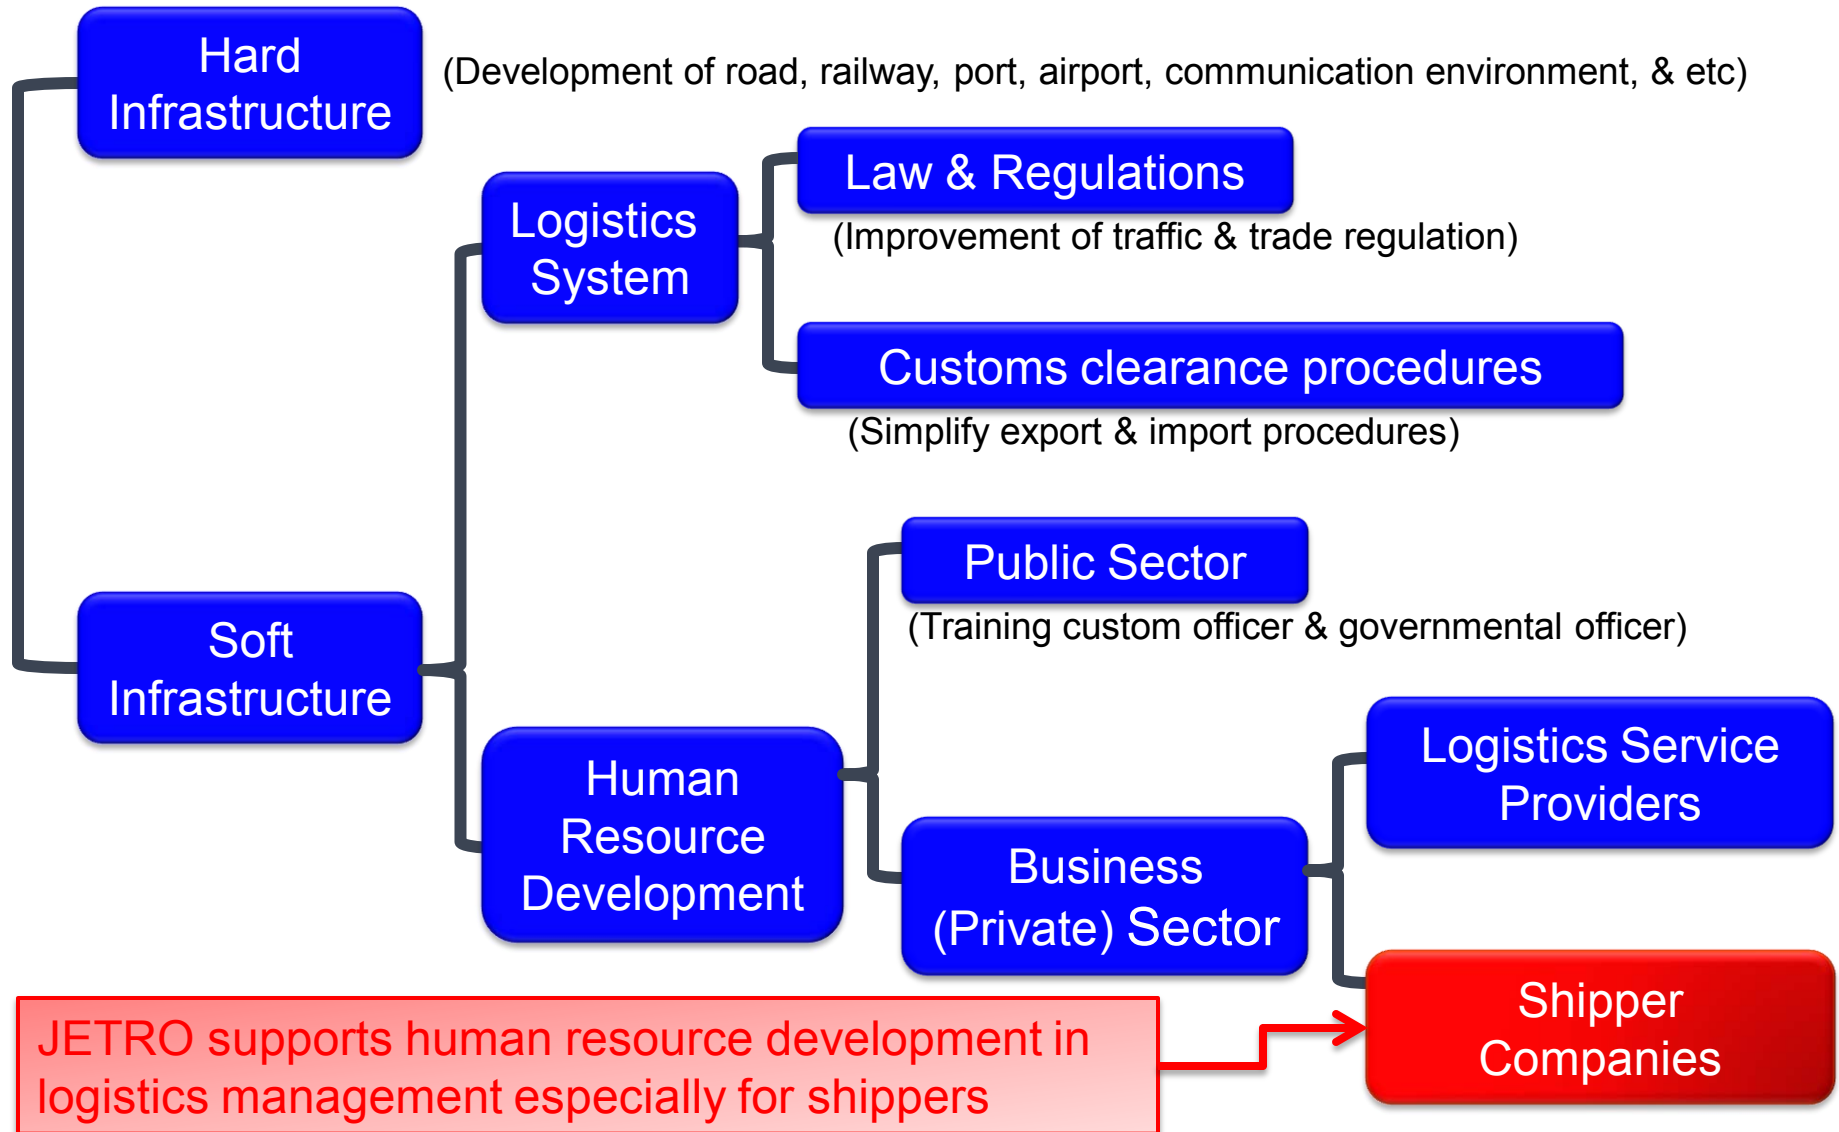 Hard
Infrastructure
(Development of road, railway, port, airport, communication environment, & etc)
Law & Regulations
(Improvement of traffic & trade regulation)
Logistics
System
Customs clearance procedures
(Simplify export & import procedures)
Public Sector
(Training custom officer & governmental officer)
Soft
Infrastructure
Human
Resource
Development
Logistics Service
Providers
Business
(Private) Sector
Shipper
Companies
JETRO supports human resource development in
logistics management especially for shippers